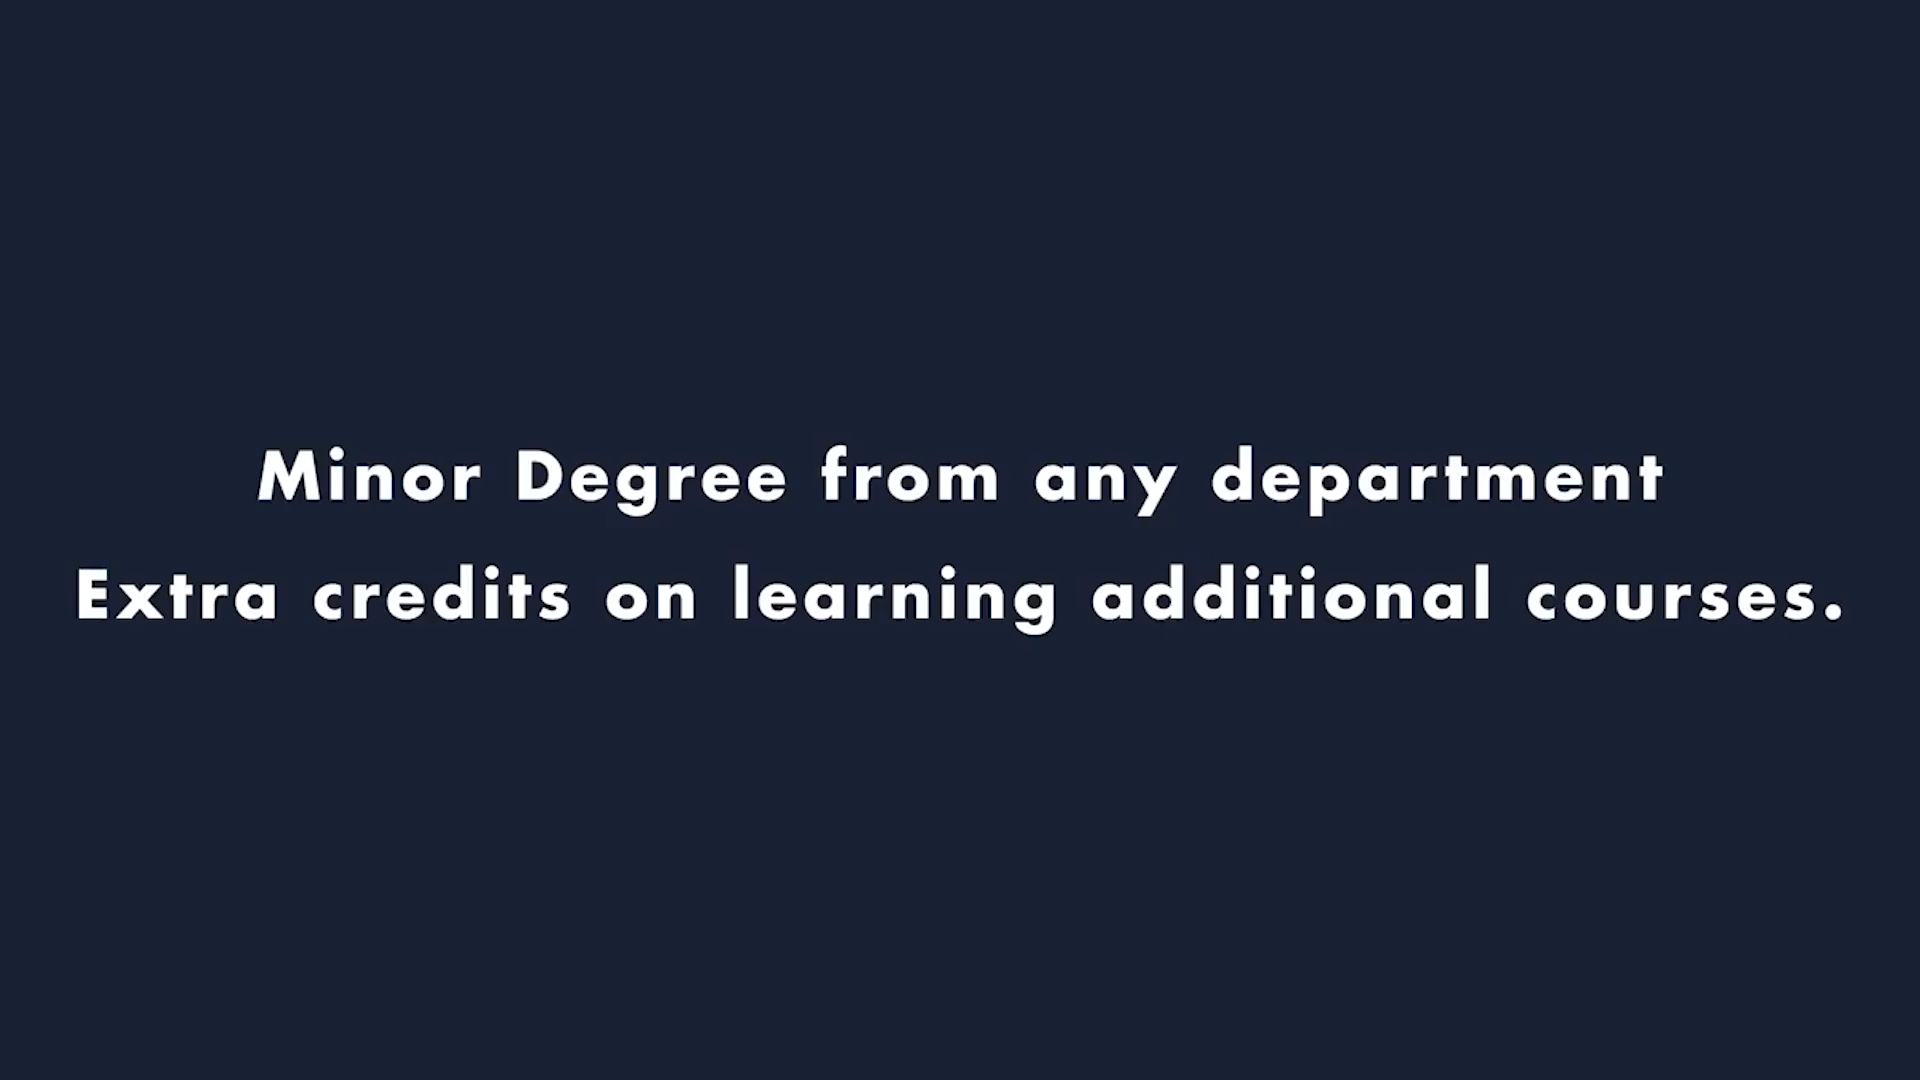 Minor Degree from any department
Extra credits on learning additional courses.